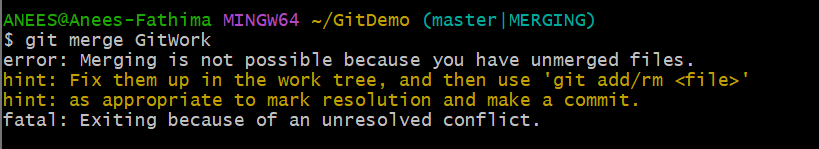 ANEES@Anees-Fathima MINGW64 ~/GitDemo (master|MERGING)
$ git merge GitWork
error: Merging is not possible because you have unmerged files.
hint: Fix them up in the work tree, and then use 'git add/rm <file>'
hint: as appropriate to mark resolution and make a commit.
fatal: Exiting because of an unresolved conflict.